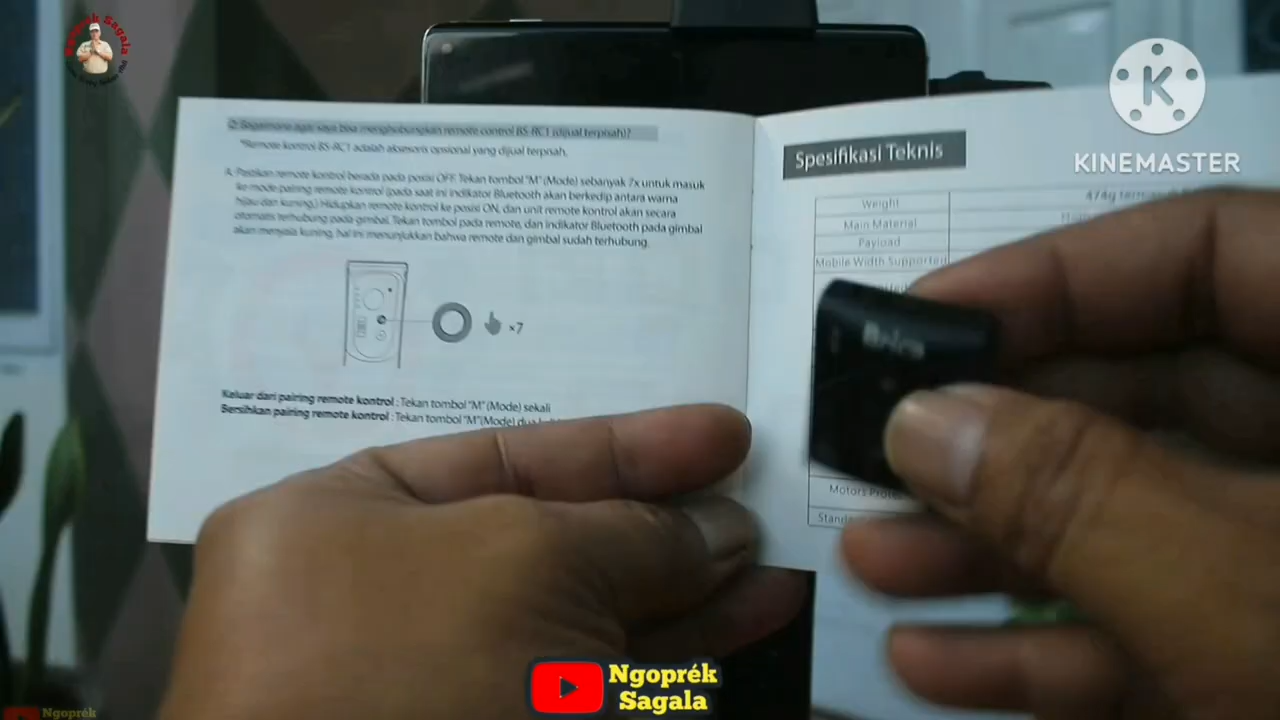 Ngoprék Sagala
KINEMASTER
Q: Bagaimana agar saya bisa menghubungkan remote control BS-RC1 (dijual terpisah)?
*Remote kontrol BS-RC1 adalah aksesoris opsional yang dijual terpisah.
A: Pastikan remote kontrol berada pada posisi OFF. Tekan tombol "M" (Mode) sebanyak 7x untuk masuk
ke mode pairing remote kontrol (pada saat ini indikator Bluetooth akan berkedip antara warna
hijau dan kuning.) Hidupkan remote kontrol ke posisi ON, dan unit remote kontrol akan secara
otomatis terhubung pada gimbal. Tekan tombol pada remote, dan indikator Bluetooth pada gimbal
akan menyala kuning, hal ini menunjukkan bahwa remote dan gimbal sudah terhubung.
×7
Keluar dari pairing remote kontrol : Tekan tombol "M" (Mode) sekali
Bersihkan pairing remote kontrol : Tekan tombol "M"(Mode)
Spesifikasi Teknis
Weight 474g
Main Material
Payload
Mobile Width Supported
Brica
Motors
Ngoprék
Sagala
Ngoprék